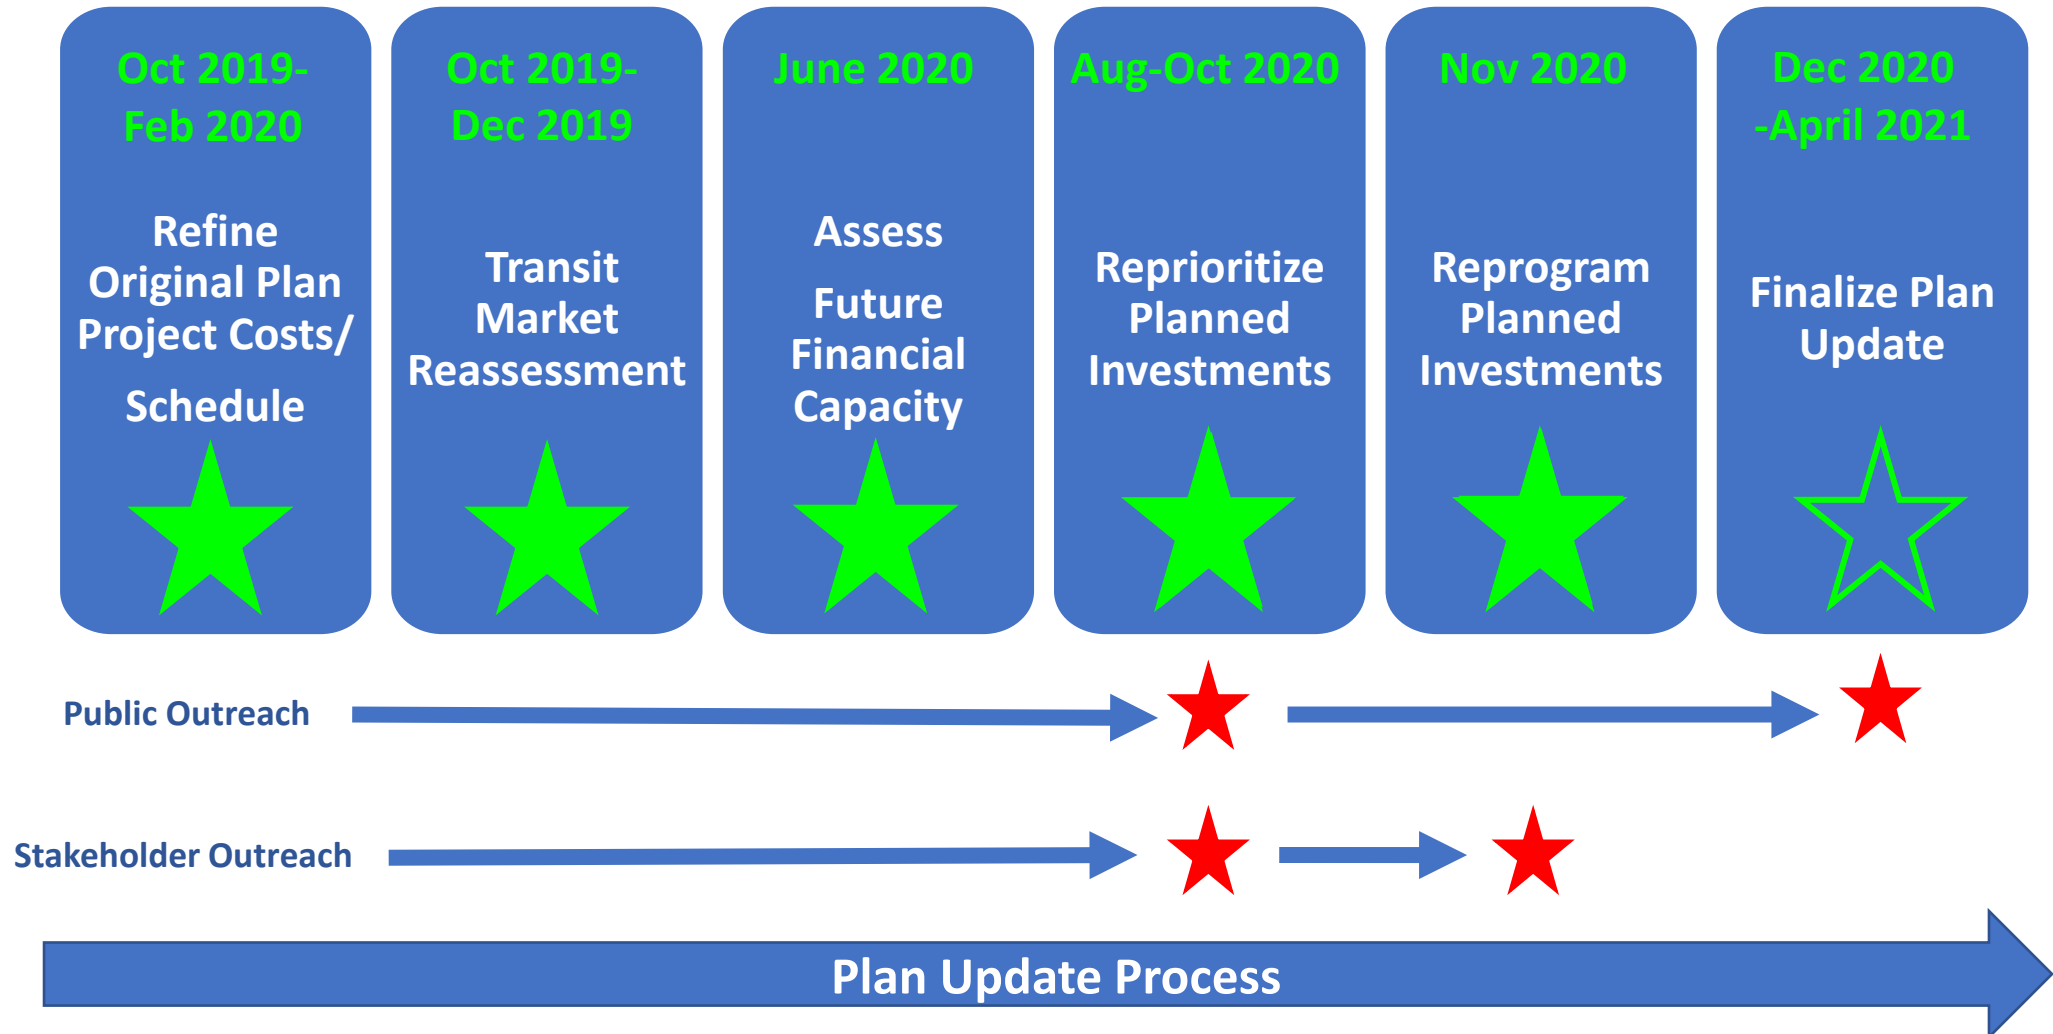 Oct 2019-
Feb 2020
Refine
Original Plan
Project Costs/
Schedule
Oct 2019-
Dec 2019
Transit
Market
Reassessment
June 2020
Assess
Future
Financial
Capacity
Aug-Oct 2020
Reprioritize
Planned
Investments
Nov 2020
Reprogram
Planned
Investments
Dec 2020
-April 2021
Finalize Plan
Update
Public Outreach
Stakeholder Outreach
Plan Update Process